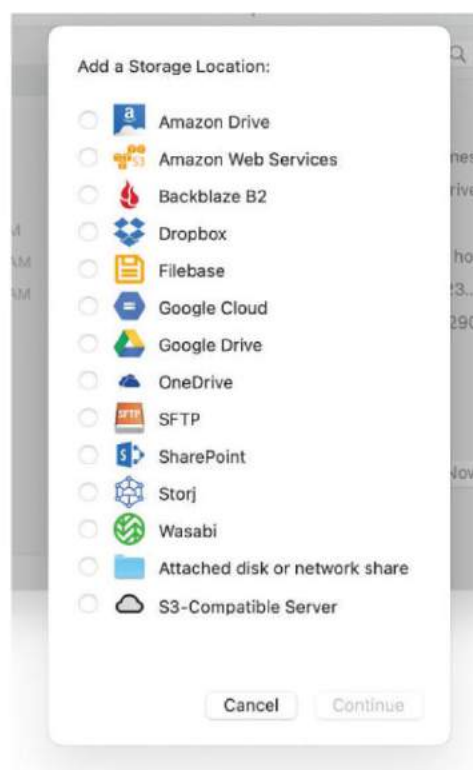 Add a Storage Location:
Amazon Drive
Amazon Web Services
Backblaze B2
Dropbox
Filebase
Google Cloud
Google Drive
OneDrive
SFTP
SFTP
SharePoint
Storj
Wasabi
Attached disk or network share
S3-Compatible Server
Cancel
Continue